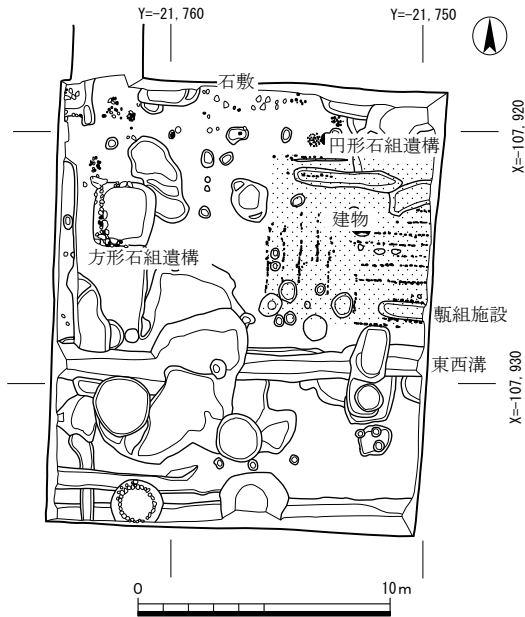 Y=-21,760
Y=-21,750
石敷
X=-107,920
円形石組遺構
建物
方形石組遺構
甎組施設
東西溝
X=-107,930
0
10m